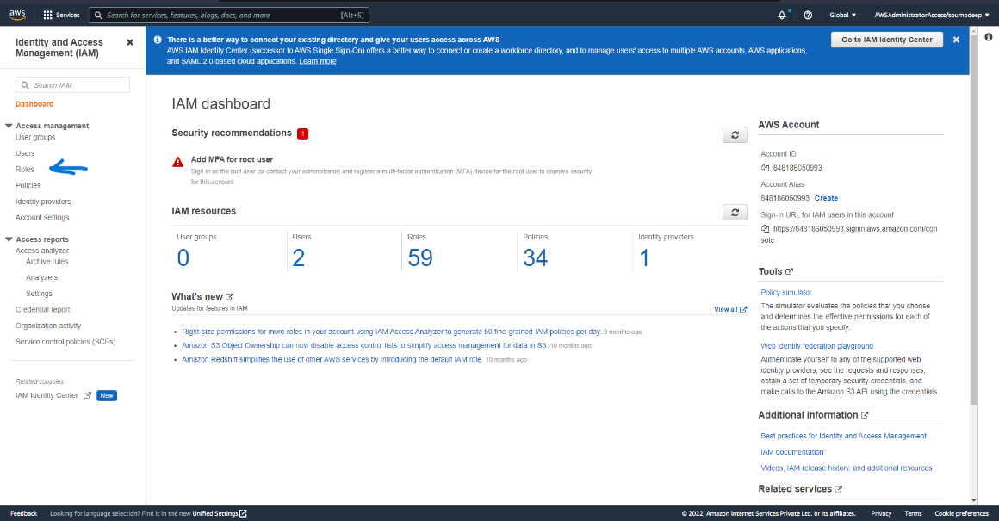 aws
Services
Search for services, features, blogs, docs, and more
[Alt+S]
Global
AWSAdministratorAccess/soumodeep
Identity and Access
Management (IAM)
Search IAM
Dashboard
Access management
User groups
Users
Roles
Policies
Identity providers
Account settings
Access reports
Access analyzer
Archive rules
Analyzers
Settings
Credential report
Organization activity
Service control policies (SCPs)
Related consoles
IAM Identity Center
New
There is a better way to connect your existing directory and give your users access across AWS
AWS IAM Identity Center (successor to AWS Single Sign-On) offers a better way to connect or create a workforce directory, and to manage users' access to multiple AWS accounts, AWS applications,
and SAML 2.0-based cloud applications. Learn more
Go to IAM Identity Center
IAM dashboard
Security recommendations 1
Add MFA for root user
Sign in as the root user (or contact your administrator) and register a multi-factor authentication (MFA) device for the root user to improve security
for this account.
IAM resources
User groups
0
Users
2
Roles
59
Policies
34
Identity providers
1
What's new
Updates for features in IAM
View all
Right-size permissions for more roles in your account using IAM Access Analyzer to generate 50 fine-grained IAM policies per day. 9 months ago
Amazon S3 Object Ownership can now disable access control lists to simplify access management for data in S3. 10 months ago
Amazon Redshift simplifies the use of other AWS services by introducing the default IAM role. 10 months ago
AWS Account
Account ID
848186050993
Account Alias
848186050993 Create
Sign-in URL for IAM users in this account
https://848186050993.signin.aws.amazon.com/con
sole
Tools
Policy simulator
The simulator evaluates the policies that you choose
and determines the effective permissions for each of
the actions that you specify.
Web identity federation playground
Authenticate yourself to any of the supported web
identity providers, see the requests and responses,
obtain a set of temporary security credentials, and
make calls to the Amazon S3 API using the credentials.
Additional information
Best practices for Identity and Access Management
IAM documentation
Videos, IAM release history, and additional resources
Related services
Feedback
Looking for language selection? Find it in the new Unified Settings
© 2022, Amazon Internet Services Private Ltd. or its affiliates.
Privacy
Terms
Cookie preferences